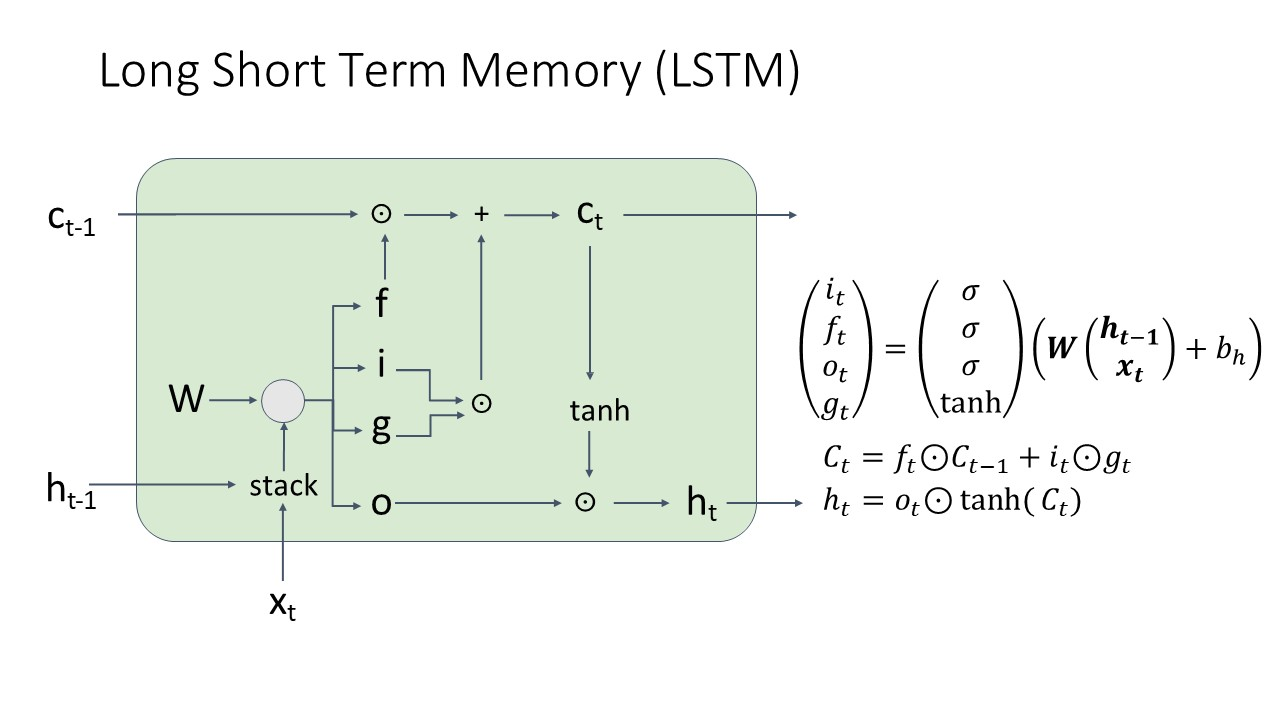 Long Short Term Memory (LSTM)
c_{t-1} ⊙ + c_t
f
i
g
⊙
W
tanh
h_{t-1} stack
o ⊙ h_t
x_t
(i_t f_t o_t g_t) = (σ σ σ tanh) (W (h_{t-1} x_t) + b_h)
C_t = f_t⊙C_{t-1} + i_t⊙g_t
h_t = o_t⊙ tanh( C_t)